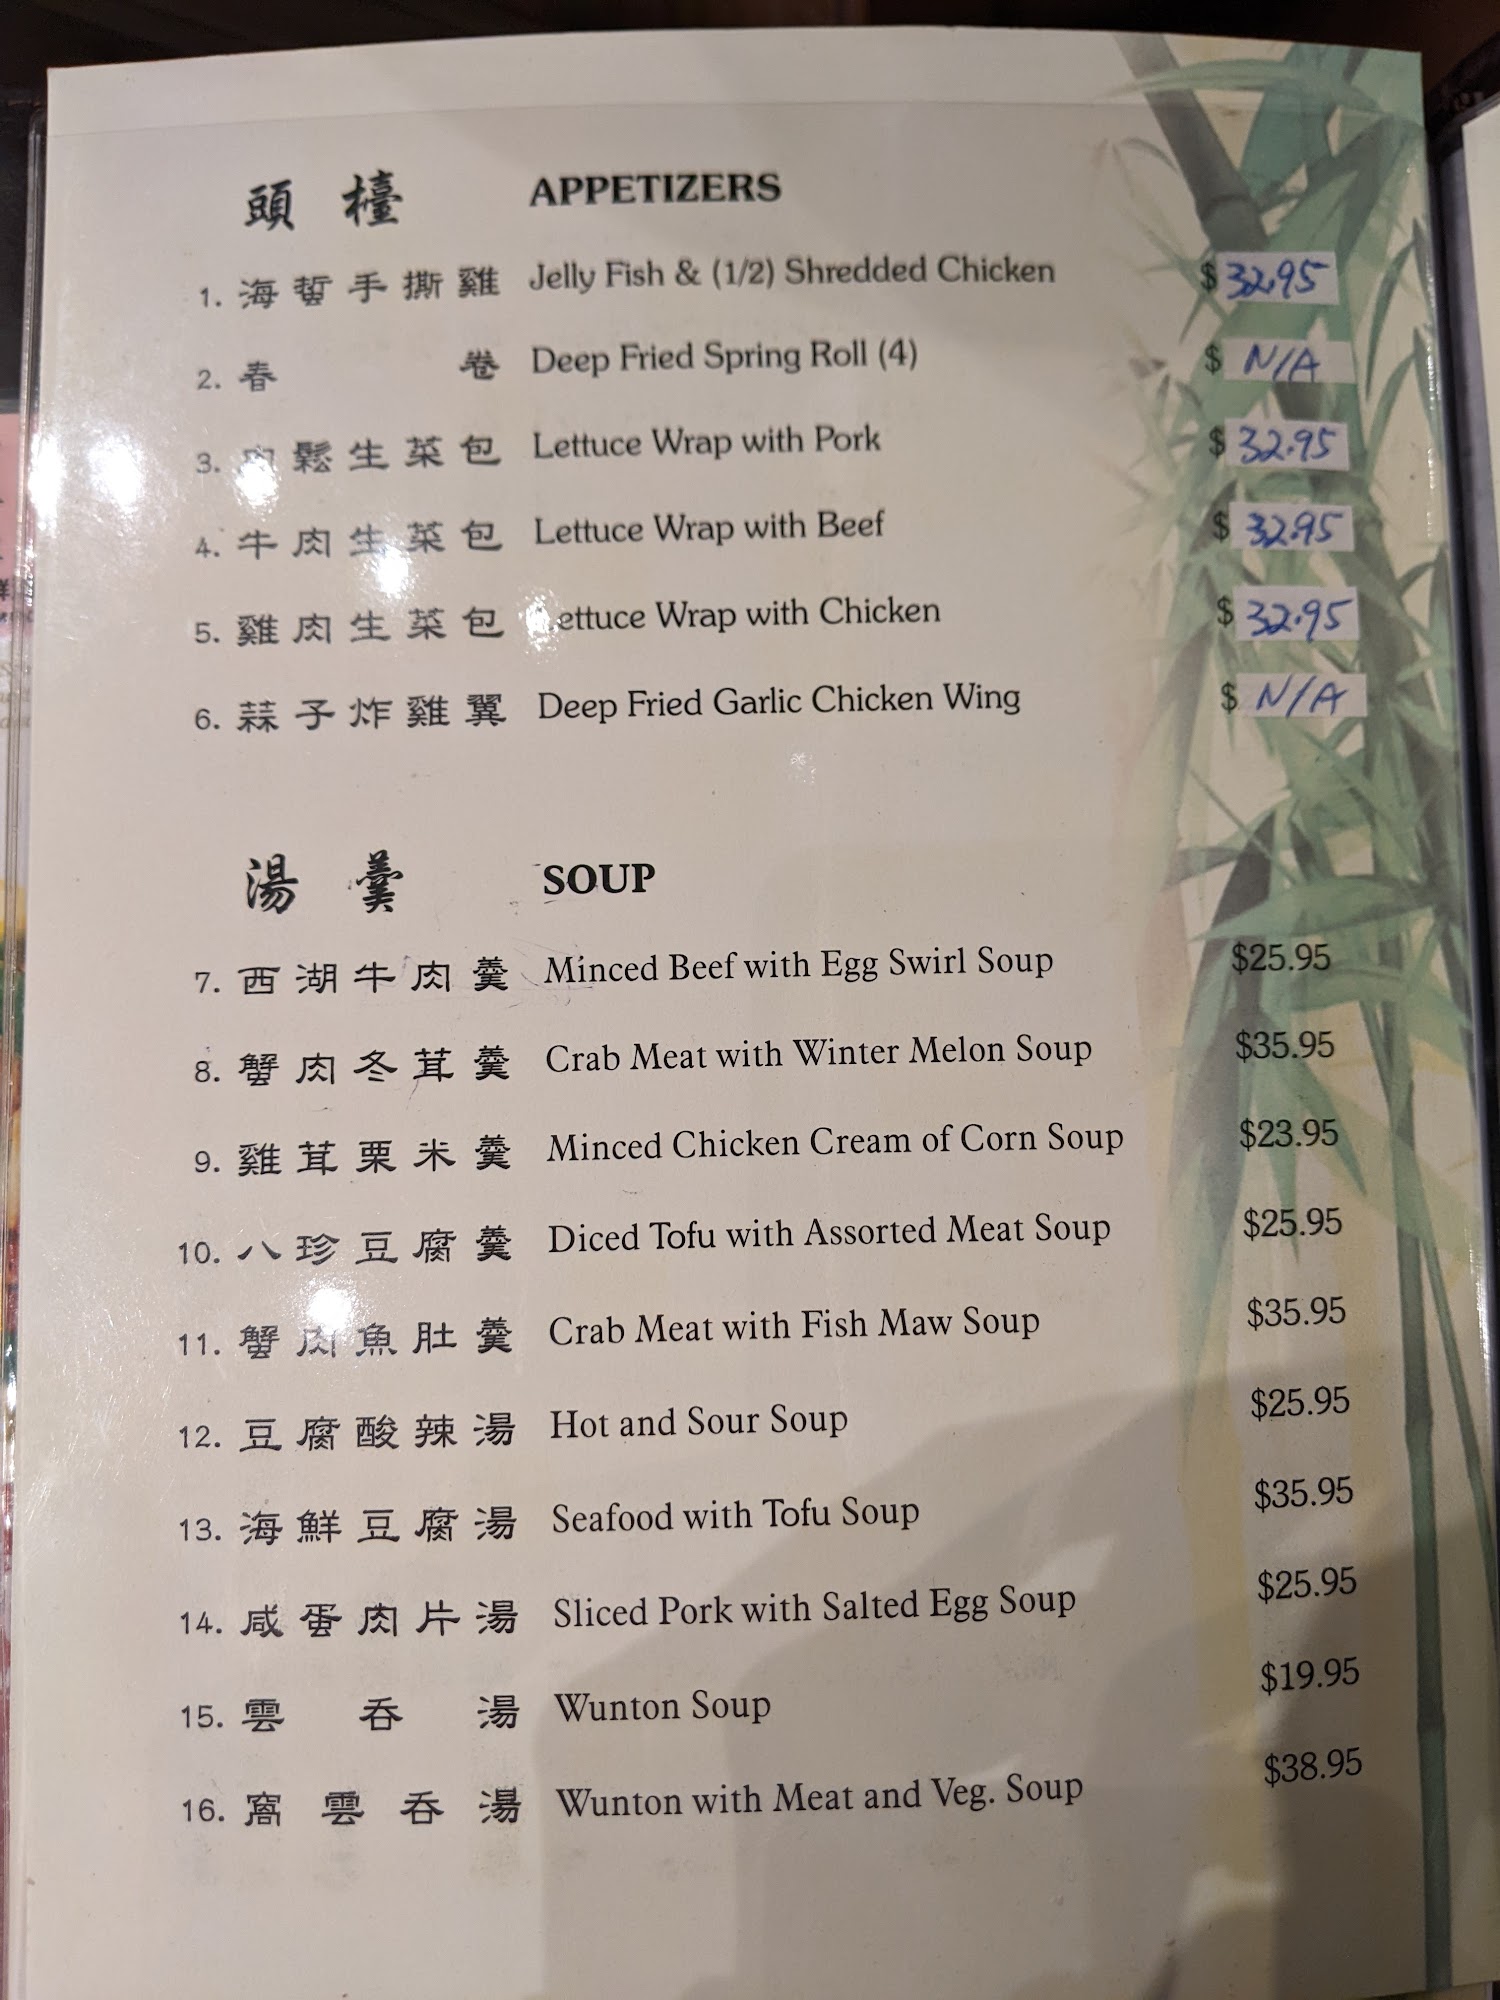 頭檯 APPETIZERS
1. 海蜇手撕雞 Jelly Fish & (1/2) Shredded Chicken $32.95
2. 春卷 Deep Fried Spring Roll (4) $ N/A
3. 肉鬆生菜包 Lettuce Wrap with Pork $32.95
4. 牛肉生菜包 Lettuce Wrap with Beef $32.95
5. 雞肉生菜包 Lettuce Wrap with Chicken $32.95
6. 蒜子炸雞翼 Deep Fried Garlic Chicken Wing $ N/A
湯羹 SOUP
7. 西湖牛肉羹 Minced Beef with Egg Swirl Soup $25.95
8. 蟹肉冬茸羹 Crab Meat with Winter Melon Soup $35.95
9. 雞茸栗米羹 Minced Chicken Cream of Corn Soup $23.95
10. 八珍豆腐羹 Diced Tofu with Assorted Meat Soup $25.95
11. 蟹肉魚肚羹 Crab Meat with Fish Maw Soup $35.95
12. 豆腐酸辣湯 Hot and Sour Soup $25.95
13. 海鮮豆腐湯 Seafood with Tofu Soup $35.95
14. 咸蛋肉片湯 Sliced Pork with Salted Egg Soup $25.95
15. 雲吞湯 Wunton Soup $19.95
16. 窩雲吞湯 Wunton with Meat and Veg. Soup $38.95